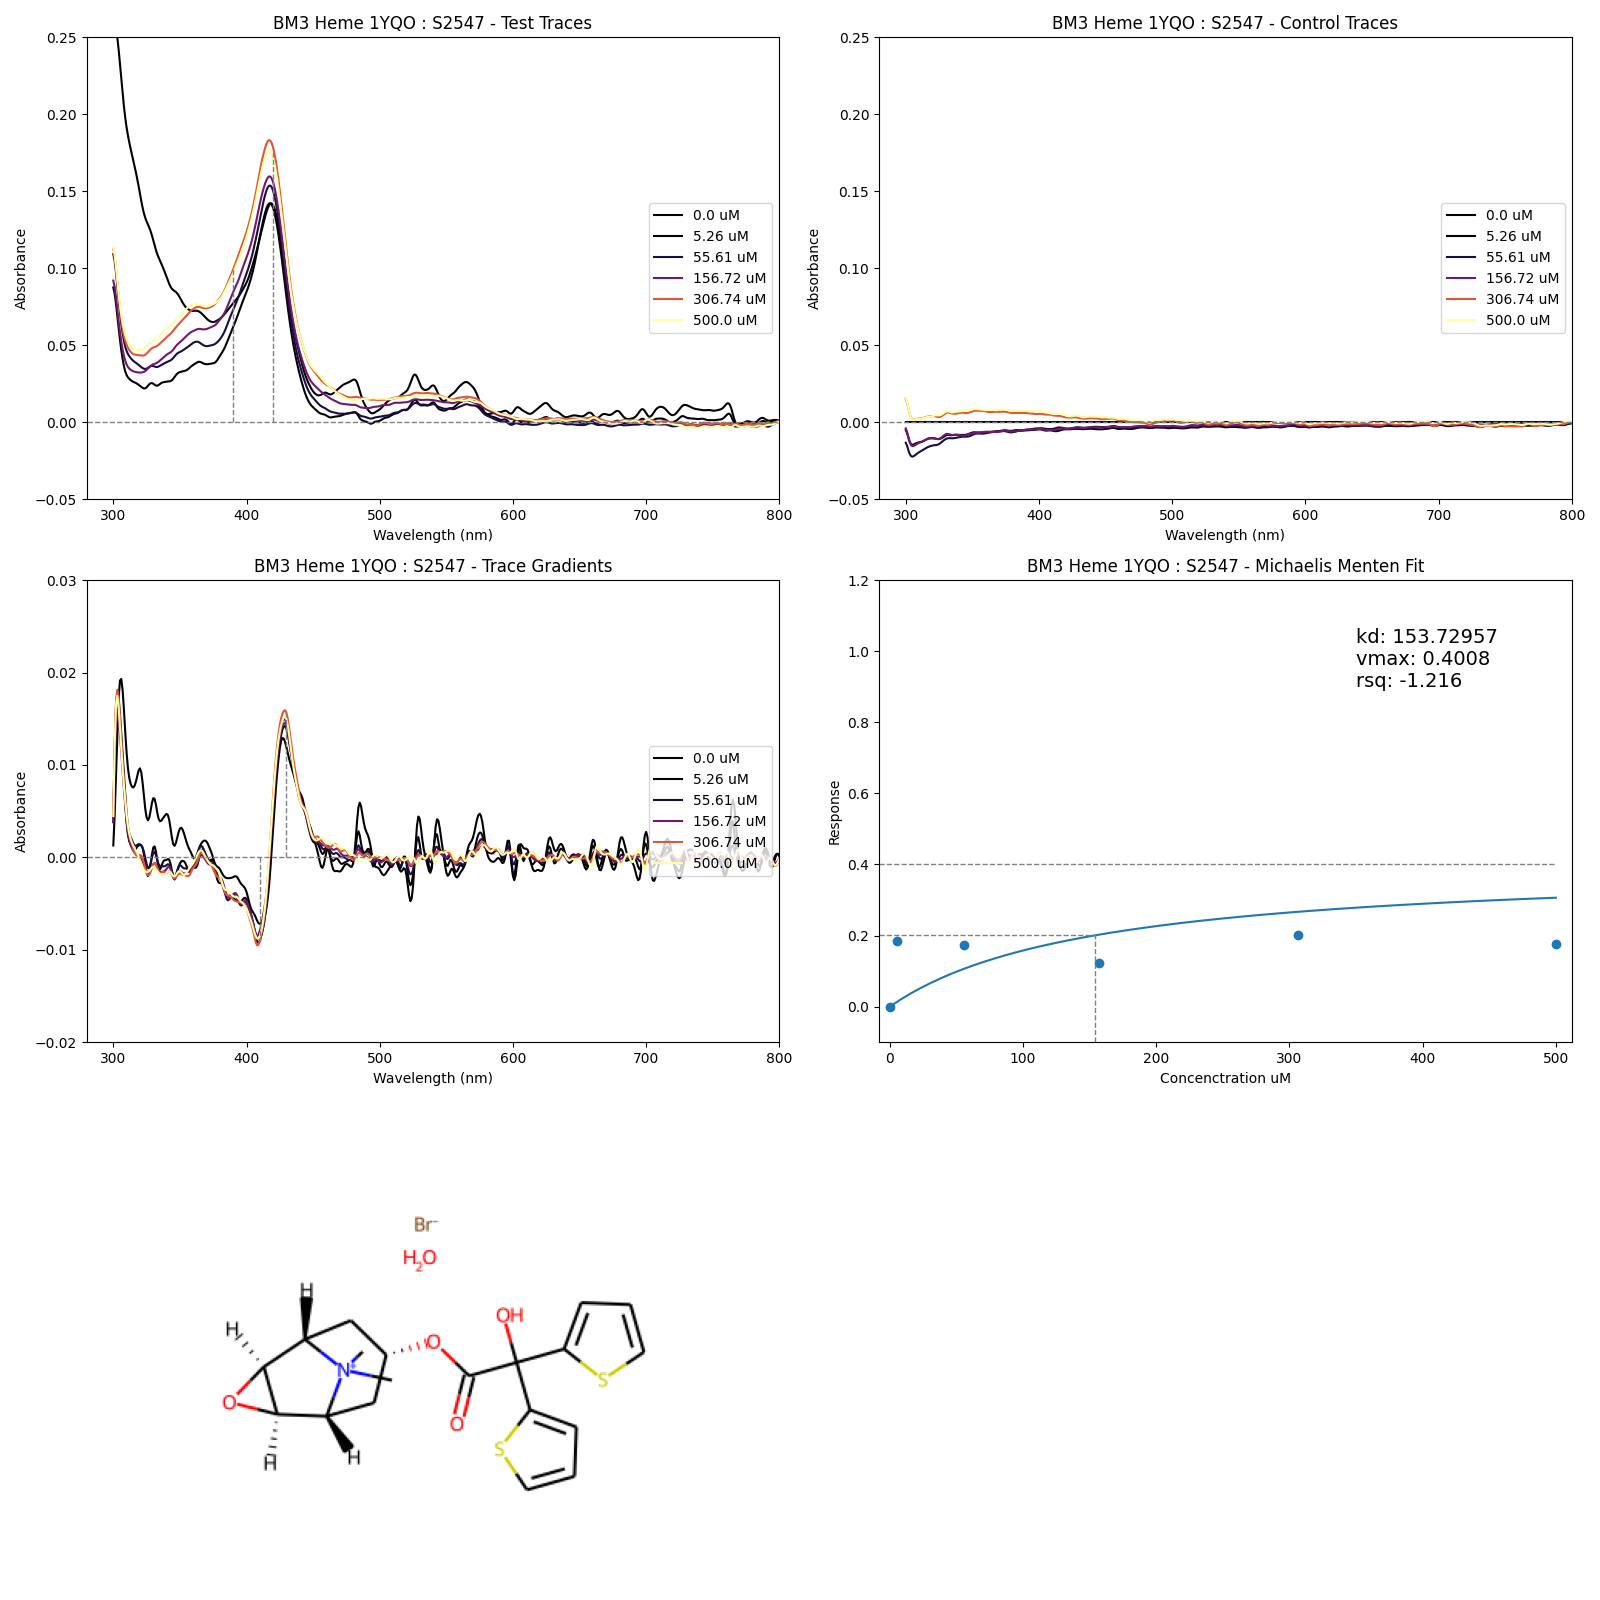 BM3 Heme 1YQO : S2547 - Test Traces
0.25
0.20
0.15
0.10
0.05
0.00
−0.05
Absorbance
300
400
500
600
700
800
Wavelength (nm)
0.0 uM
5.26 uM
55.61 uM
156.72 uM
306.74 uM
500.0 uM
BM3 Heme 1YQO : S2547 - Control Traces
0.25
0.20
0.15
0.10
0.05
0.00
−0.05
Absorbance
300
400
500
600
700
800
Wavelength (nm)
0.0 uM
5.26 uM
55.61 uM
156.72 uM
306.74 uM
500.0 uM
BM3 Heme 1YQO : S2547 - Trace Gradients
0.03
0.02
0.01
0.00
−0.01
−0.02
Absorbance
300
400
500
600
700
800
Wavelength (nm)
0.0 uM
5.26 uM
55.61 uM
156.72 uM
306.74 uM
500.0 uM
BM3 Heme 1YQO : S2547 - Michaelis Menten Fit
1.2
1.0
0.8
0.6
0.4
0.2
0.0
Response
kd: 153.72957
vmax: 0.4008
rsq: -1.216
0
100
200
300
400
500
Concenctration uM
Br⁻
H₂O
H
H
OH
O
N⁺
S
O
O
S
H
H